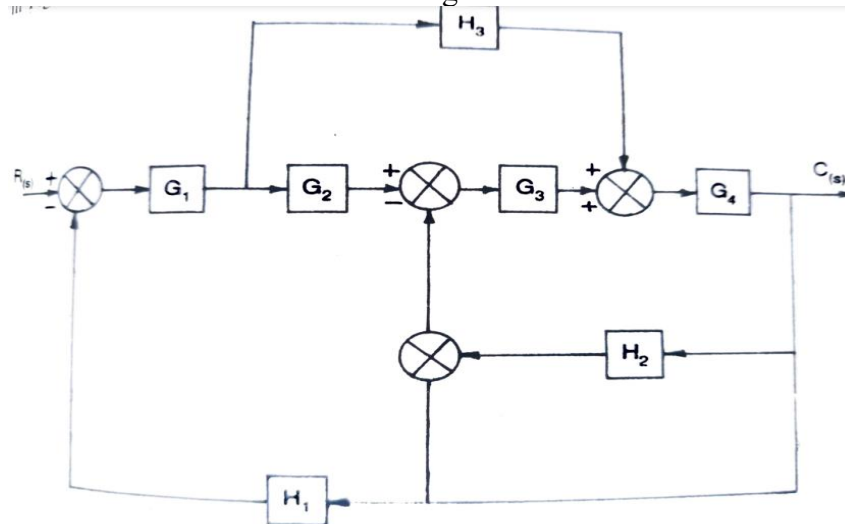 H₃
R(s) + − G₁ G₂ + − G₃ + + G₄ C(s)
H₂
H₁